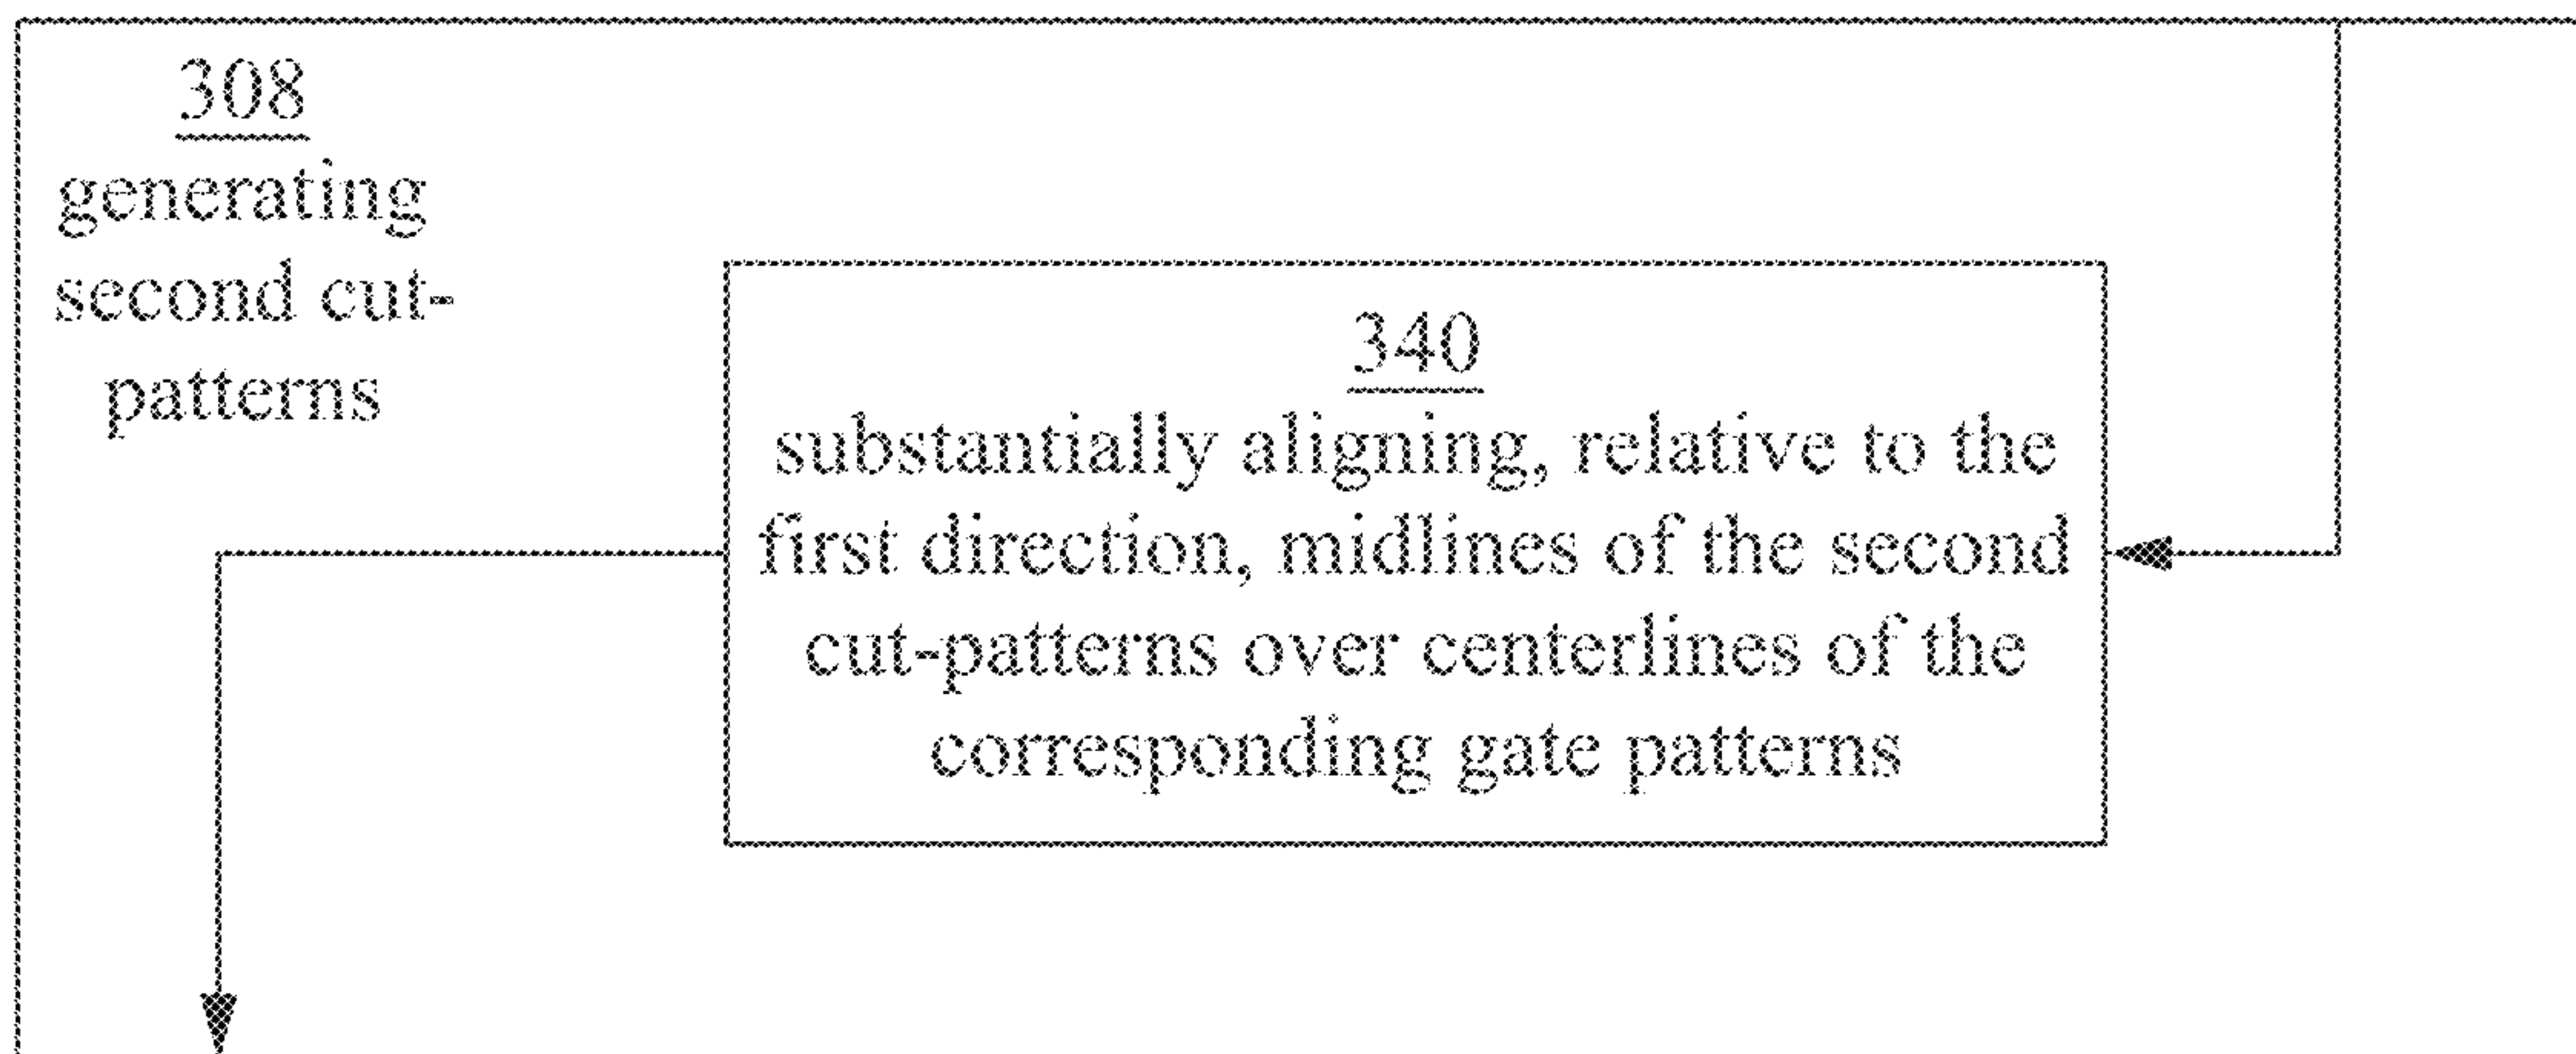 308
generating
second cut-
patterns
340
substantially aligning, relative to the
first direction, midlines of the second
cut-patterns over centerlines of the
corresponding gate patterns